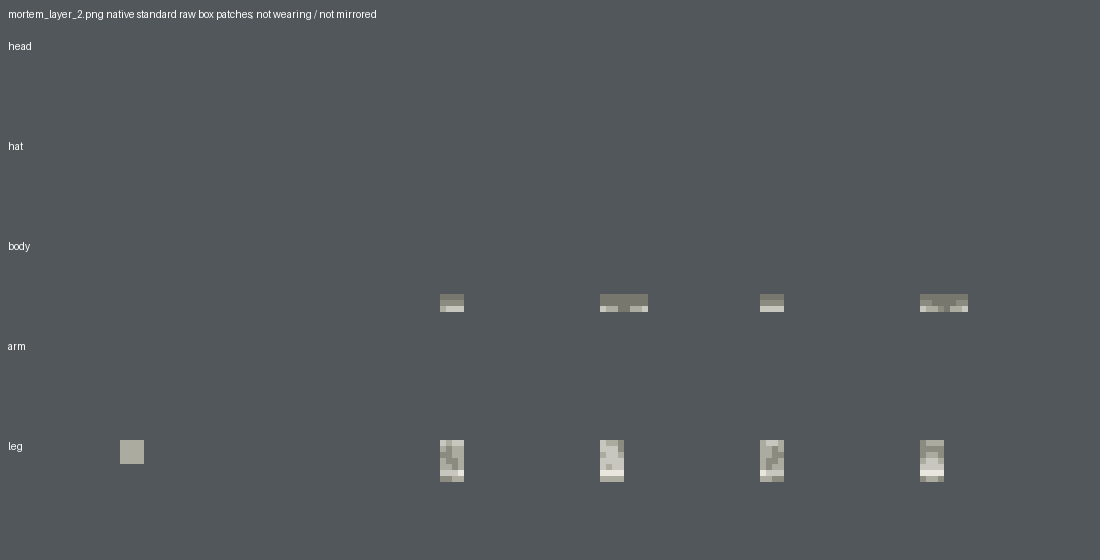 mortem_layer_2.png native standard raw box patches; not wearing / not mirrored
head
hat
body
arm
leg